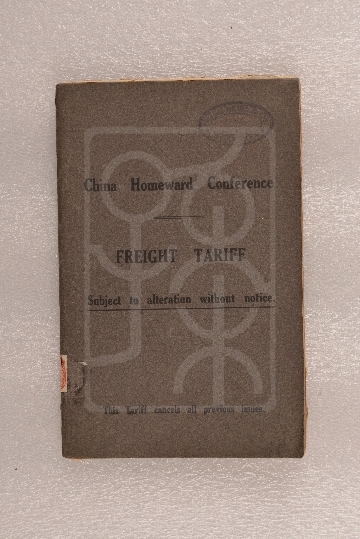 China Homeward Conference
FREIGHT TARIFF
Subject to alteration without notice.
This Tariff cancels all previous issues.